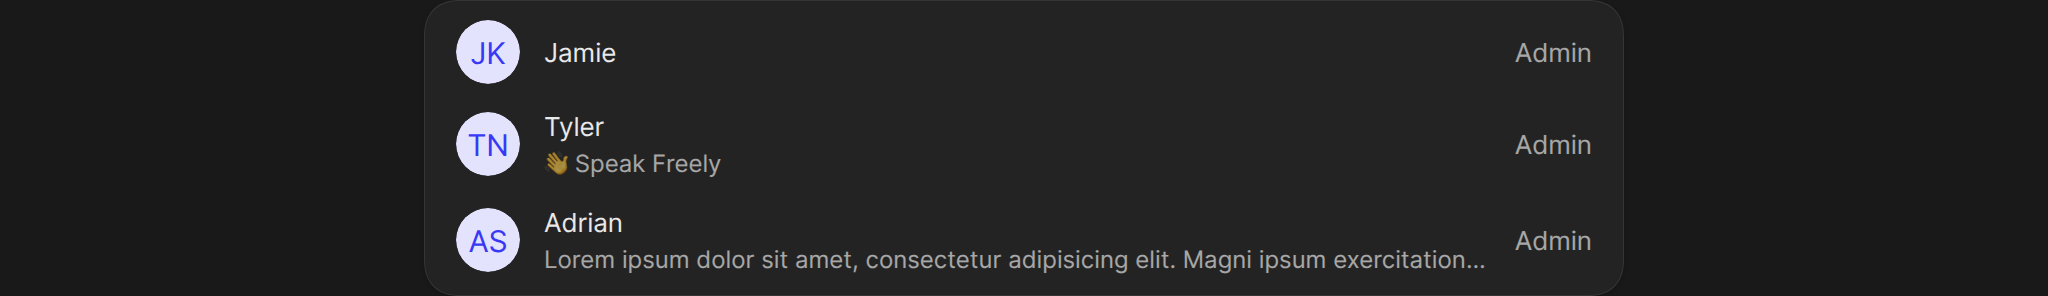 JK Jamie Admin
TN Tyler Admin
👋 Speak Freely
AS Adrian Admin
Lorem ipsum dolor sit amet, consectetur adipisicing elit. Magni ipsum exercitation...